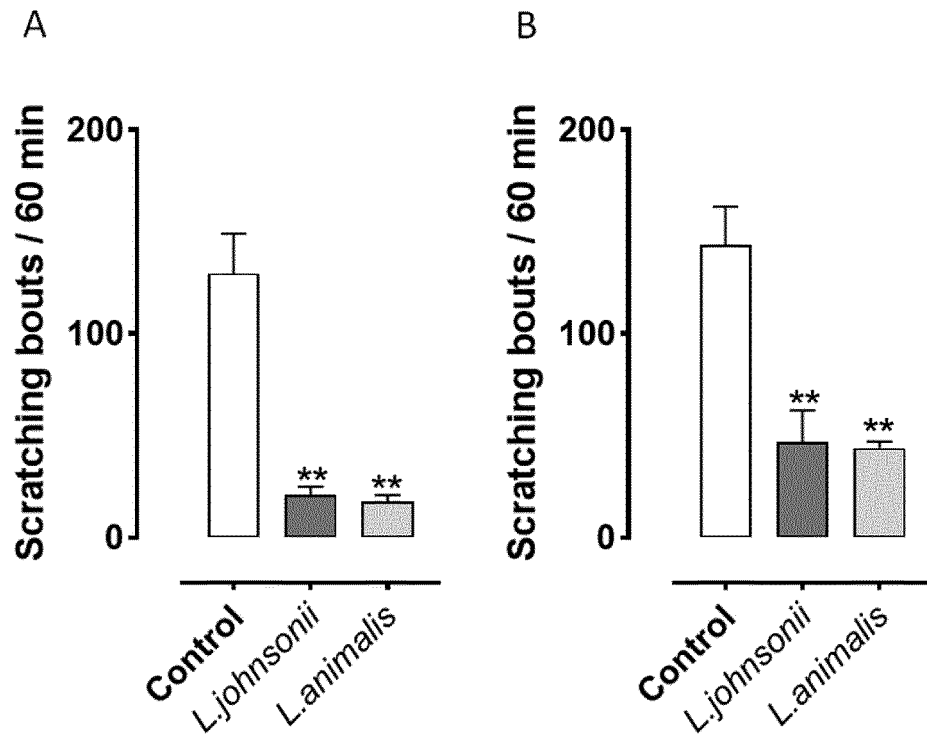 A
Scratching bouts / 60 min
200
100
0
**
**
Control
L.johnsonii
L.animalis
B
Scratching bouts / 60 min
200
100
0
**
**
Control
L.johnsonii
L.animalis